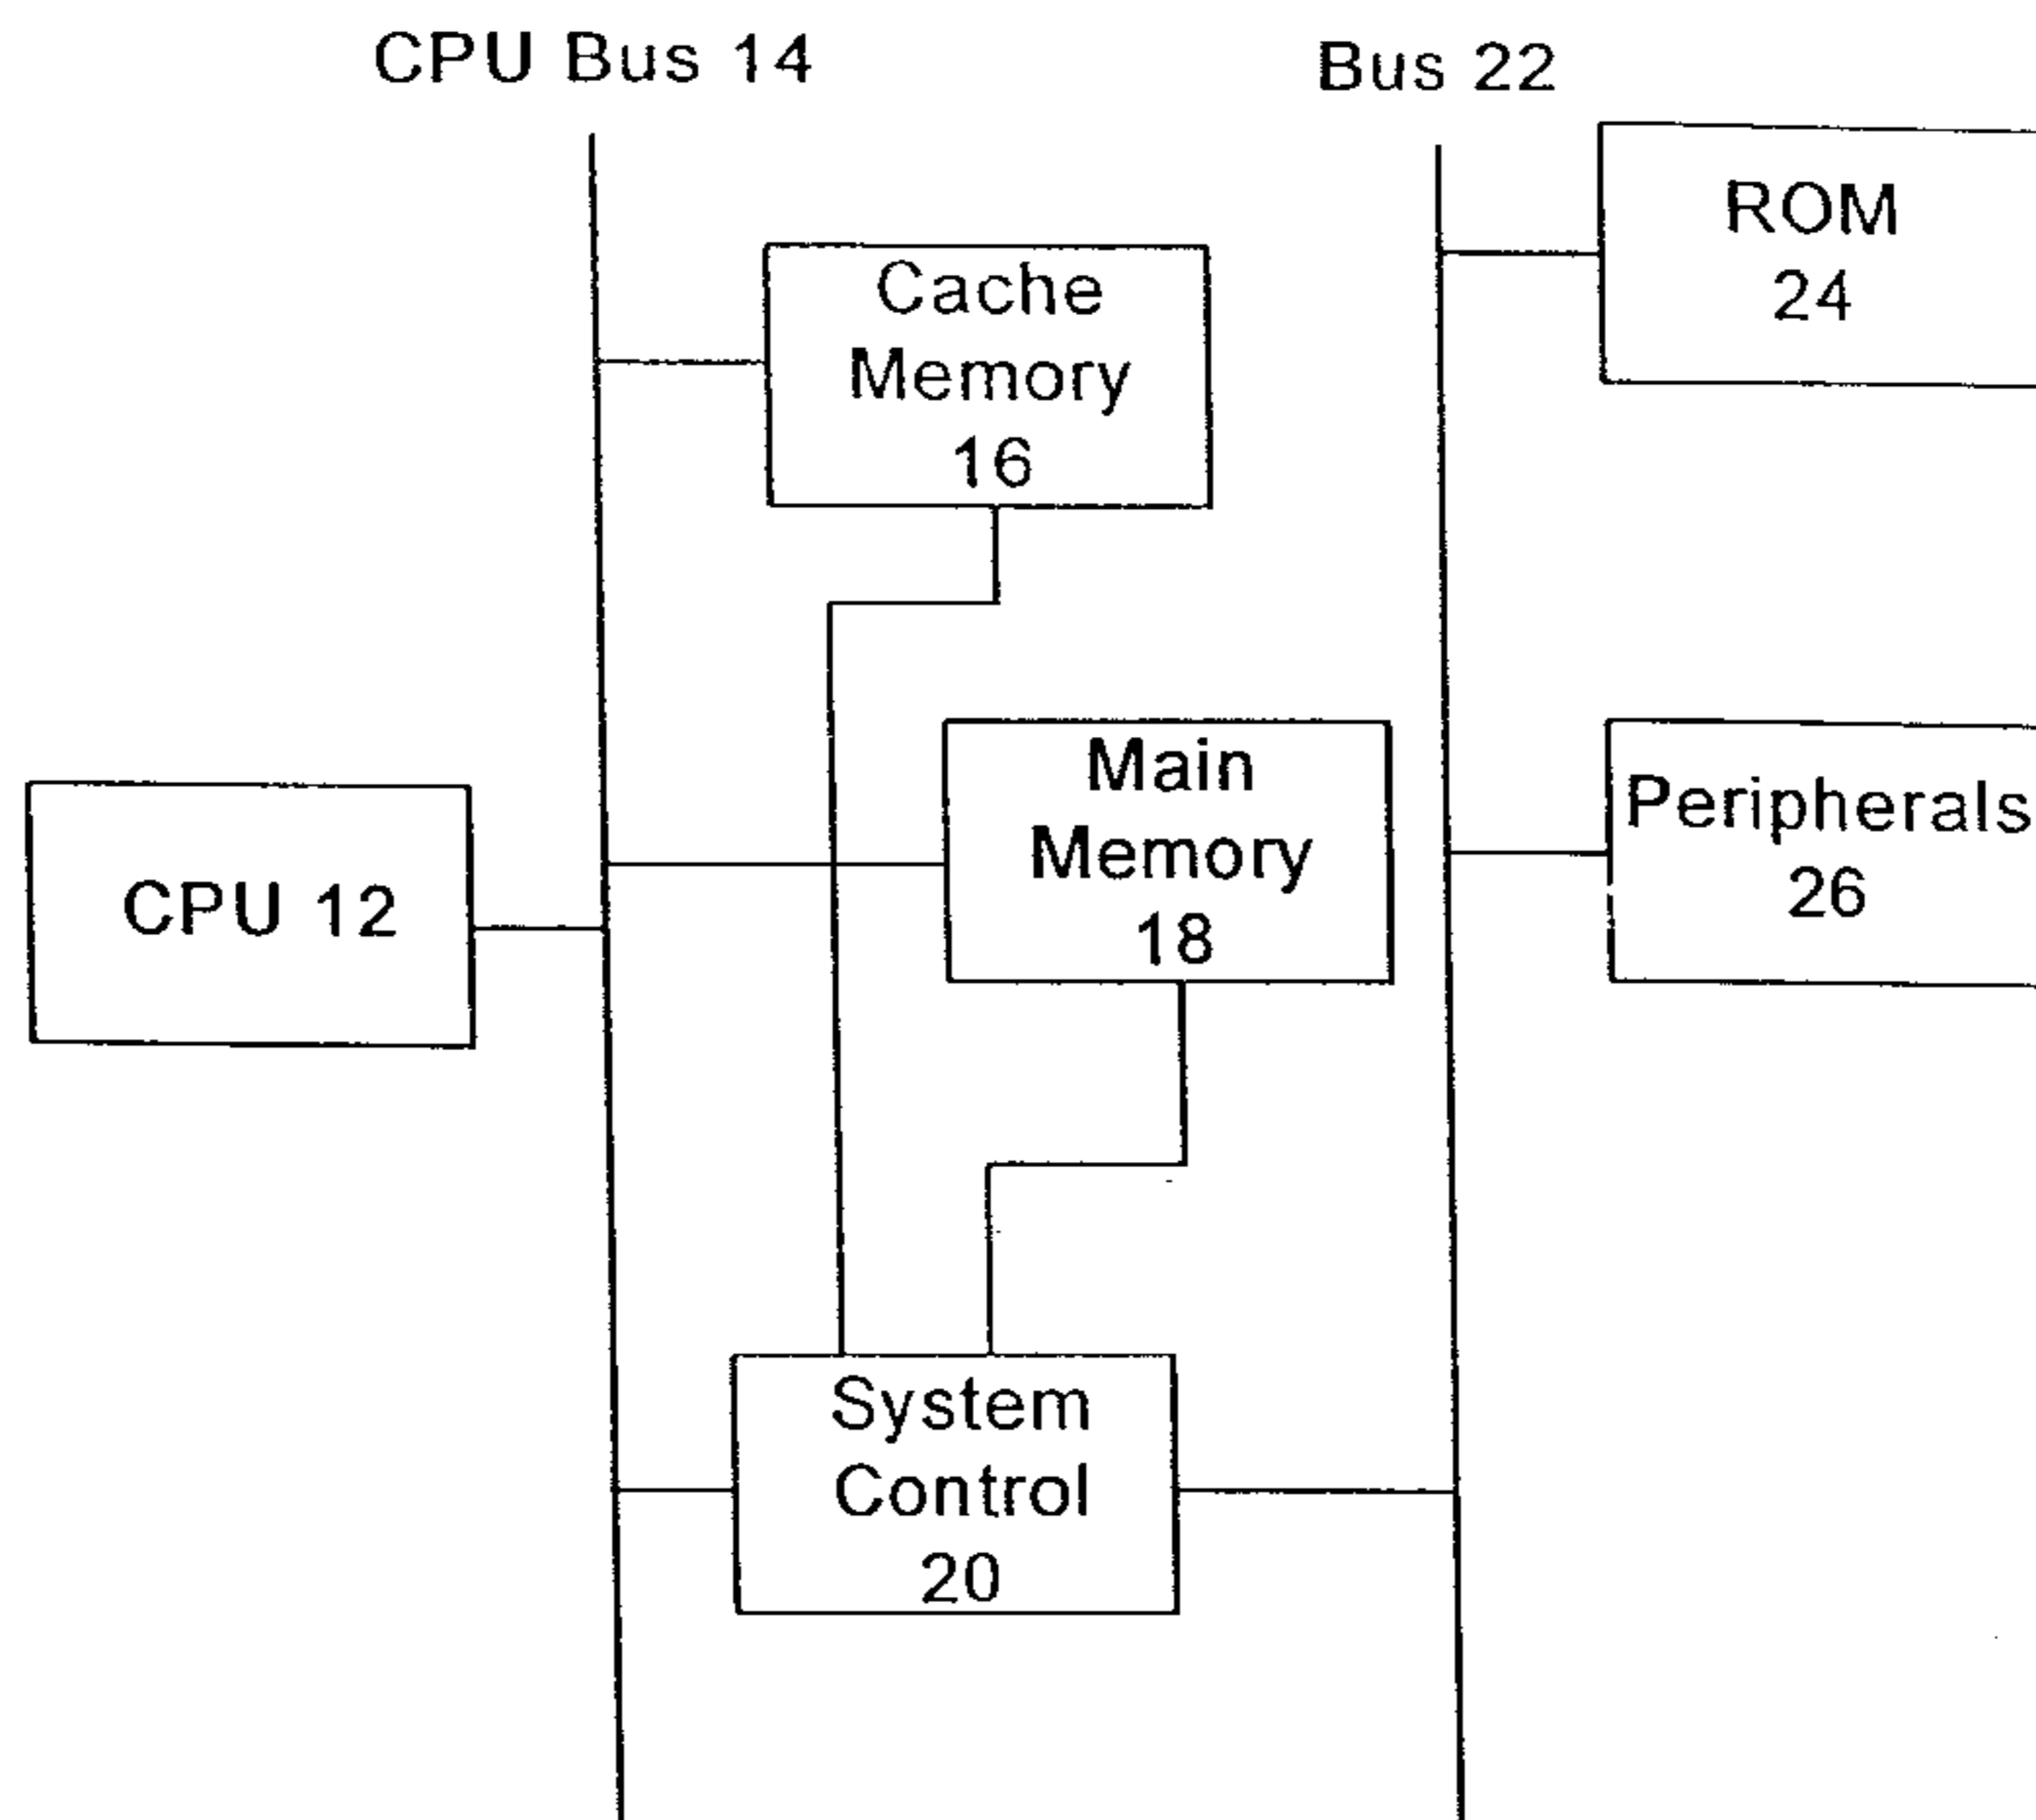 CPU Bus 14
Bus 22
ROM
24
Cache
Memory
16
Main
Memory
18
Peripherals
26
CPU 12
System
Control
20